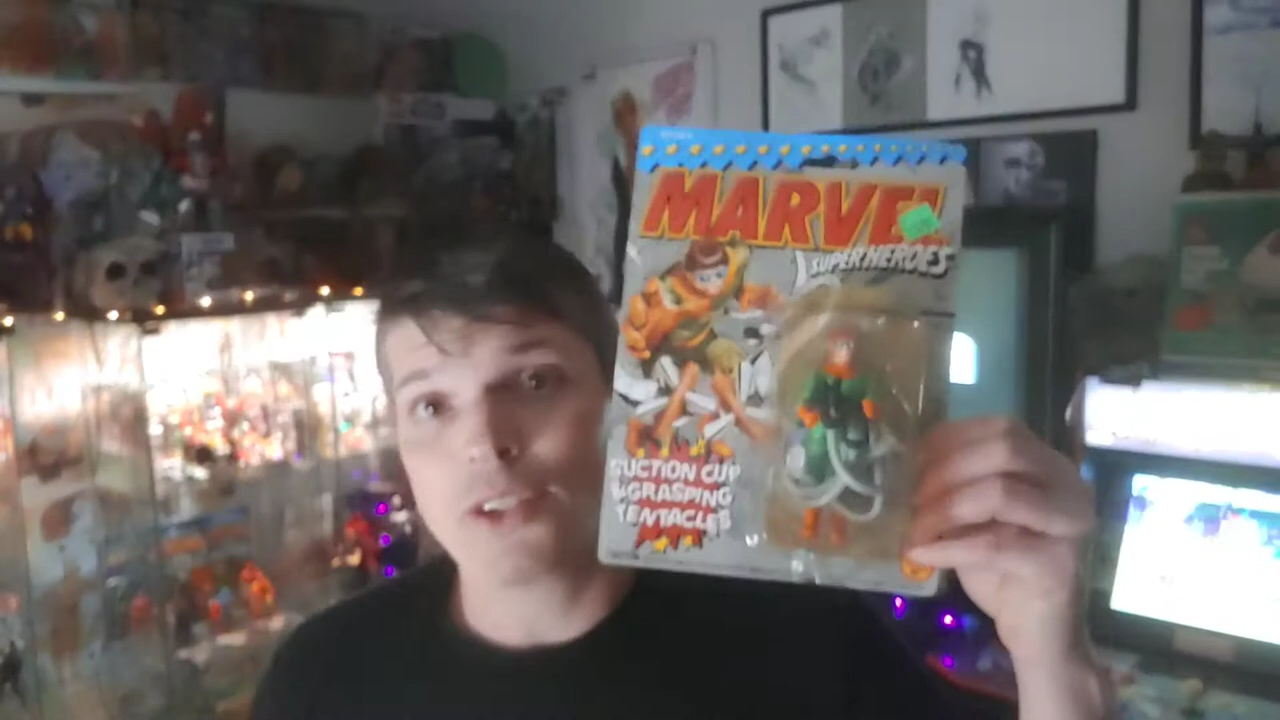 MARVEL
SUPER HEROES
SUCTION CUP
& GRASPING
TENTACLES